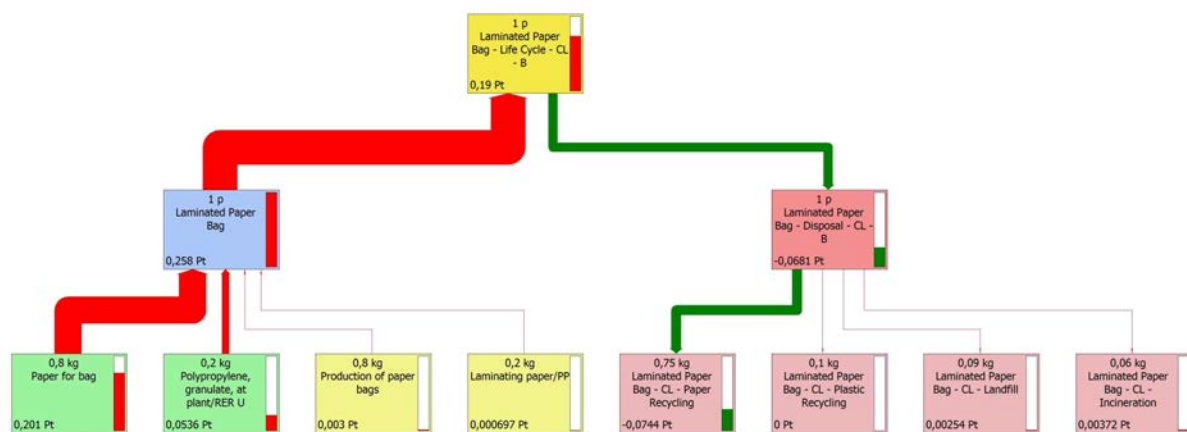 1 p
Laminated Paper
Bag - Life Cycle - CL
- B
0,19 Pt
1 p
Laminated Paper
Bag
0,258 Pt
1 p
Laminated Paper
Bag - Disposal - CL -
B
-0,0681 Pt
0,8 kg
Paper for bag
0,201 Pt
0,2 kg
Polypropylene,
granulate, at
plant/RER U
0,0536 Pt
0,8 kg
Production of paper
bags
0,003 Pt
0,2 kg
Laminating paper/PP
0,000697 Pt
0,75 kg
Laminated Paper
Bag - CL - Paper
Recycling
-0,0744 Pt
0,1 kg
Laminated Paper
Bag - CL - Plastic
Recycling
0 Pt
0,09 kg
Laminated Paper
Bag - CL - Landfill
0,00254 Pt
0,06 kg
Laminated Paper
Bag - CL -
Incineration
0,00372 Pt